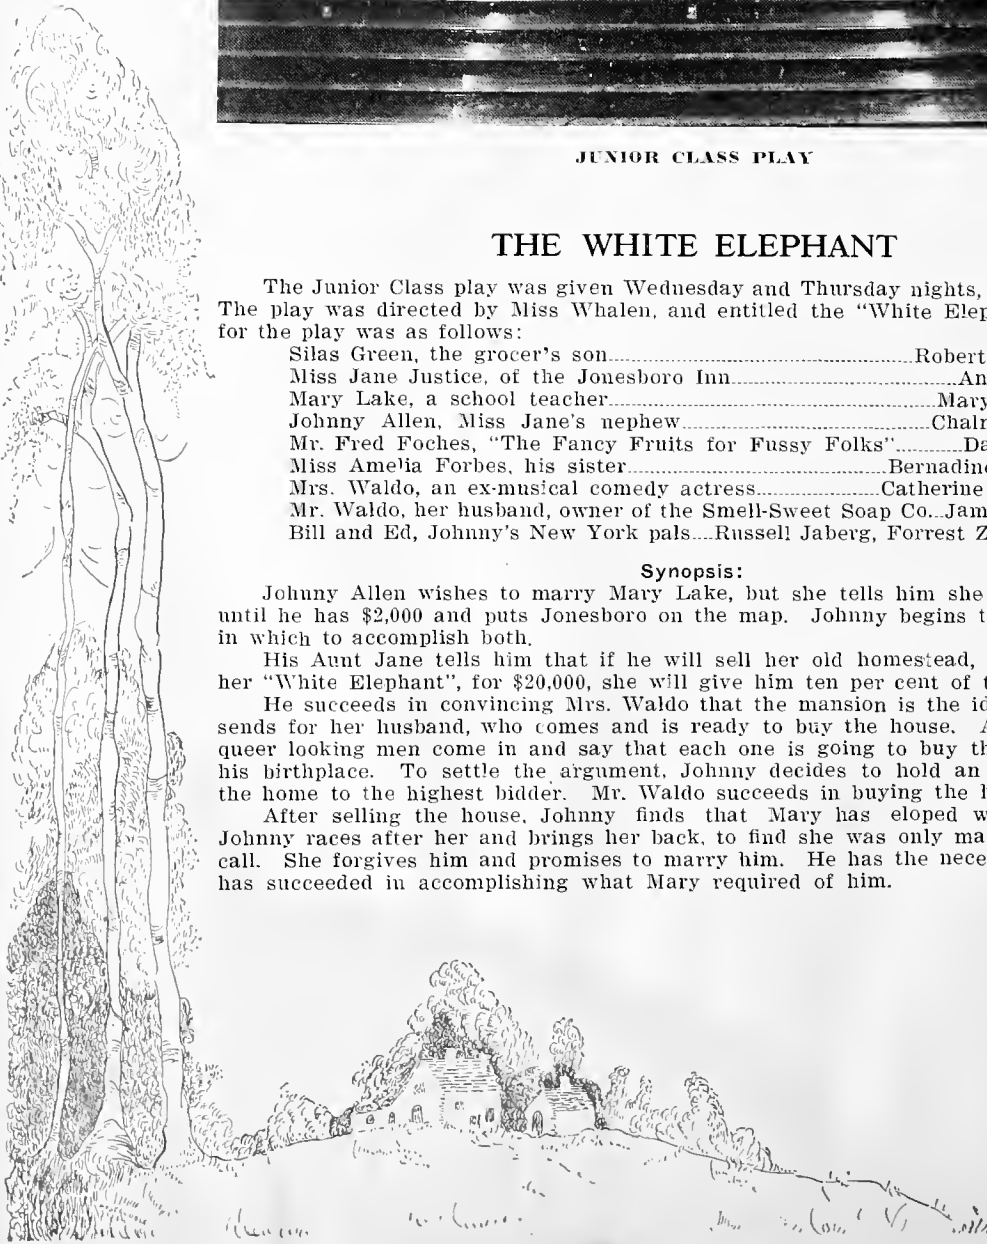 JUNIOR CLASS PLAY
THE WHITE ELEPHANT
The Junior Class play was given Wednesday and Thursday nights,
The play was directed by Miss Whalen, and entitled the "White Elep
for the play was as follows:
Silas Green, the grocer's son......Robert
Miss Jane Justice, of the Jonesboro Inn......An
Mary Lake, a school teacher......Mary
Johnny Allen, Miss Jane's nephew......Chalm
Mr. Fred Foches, "The Fancy Fruits for Fussy Folks"......Da
Miss Amelia Forbes, his sister......Bernadine
Mrs. Waldo, an ex-musical comedy actress......Catherine
Mr. Waldo, her husband, owner of the Smell-Sweet Soap Co...Jam
Bill and Ed, Johnny's New York pals....Russell Jaberg, Forrest Z
Synopsis:
Johnny Allen wishes to marry Mary Lake, but she tells him she
until he has $2,000 and puts Jonesboro on the map. Johnny begins t
in which to accomplish both.
His Aunt Jane tells him that if he will sell her old homestead,
her "White Elephant", for $20,000, she will give him ten per cent of t
He succeeds in convincing Mrs. Waldo that the mansion is the id
sends for her husband, who comes and is ready to buy the house. A
queer looking men come in and say that each one is going to buy th
his birthplace. To settle the argument, Johnny decides to hold an
the home to the highest bidder. Mr. Waldo succeeds in buying the h
After selling the house, Johnny finds that Mary has eloped w
Johnny races after her and brings her back, to find she was only ma
call. She forgives him and promises to marry him. He has the nece
has succeeded in accomplishing what Mary required of him.